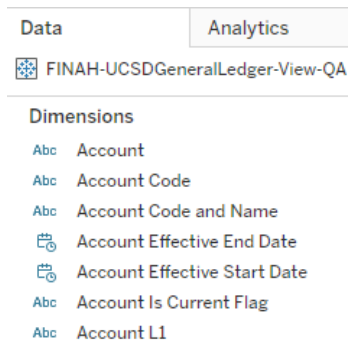 Data Analytics
FINAH-UCSDGeneralLedger-View-QA
Dimensions
Abc Account
Abc Account Code
Abc Account Code and Name
Account Effective End Date
Account Effective Start Date
Abc Account Is Current Flag
Abc Account L1